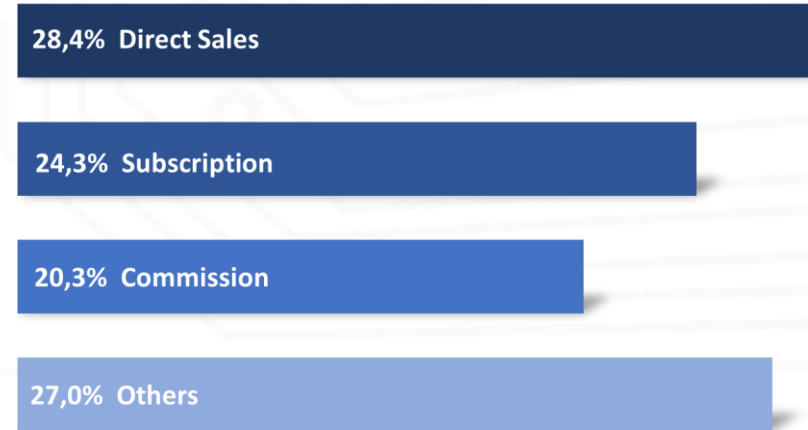 28,4% Direct Sales
24,3% Subscription
20,3% Commission
27,0% Others